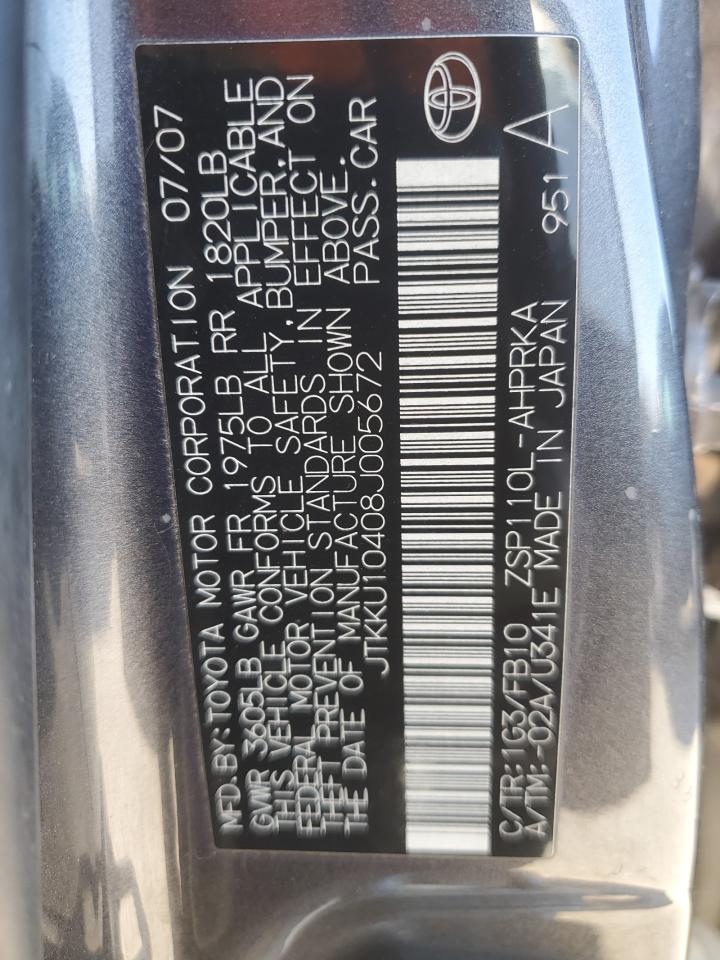 MFD. BY: TOYOTA MOTOR CORPORATION 07/07
GVWR 3605LB GAWR FR 1975LB RR 1820LB
THIS VEHICLE CONFORMS TO ALL APPLICABLE
FEDERAL MOTOR VEHICLE SAFETY, BUMPER, AND
THEFT PREVENTION STANDARDS IN EFFECT ON
THE DATE OF MANUFACTURE SHOWN ABOVE.
JTKKU10408J005672 PASS. CAR
C/TR: 1G3/FB10 ZSP110L-AHPRKA 951 A
A/TM: -02A/U341E MADE IN JAPAN